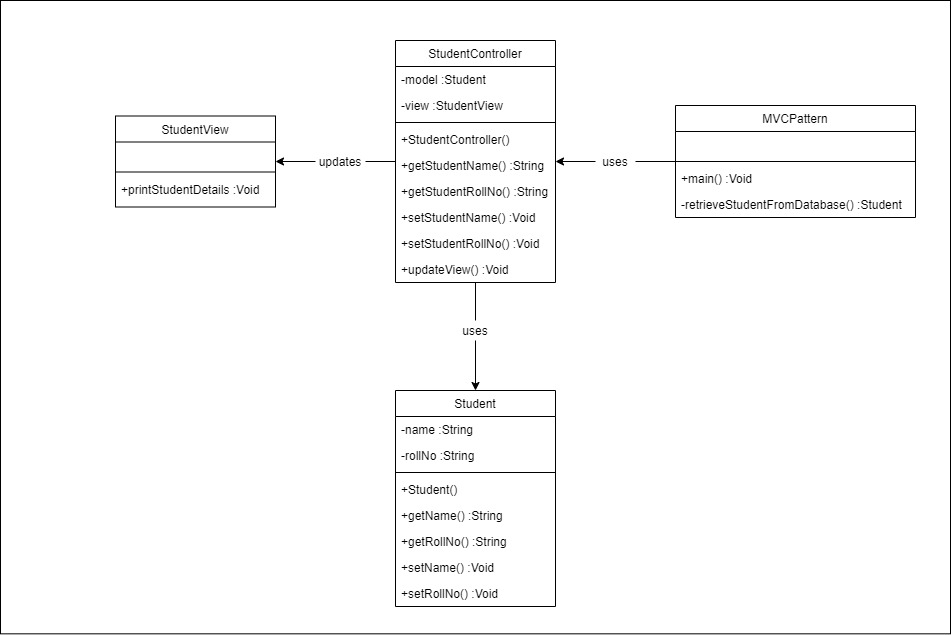 StudentController
-model :Student
-view :StudentView
+StudentController()
+getStudentName() :String
+getStudentRollNo() :String
+setStudentName() :Void
+setStudentRollNo() :Void
+updateView() :Void
StudentView
+printStudentDetails :Void
updates
uses
MVCPattern
+main() :Void
-retrieveStudentFromDatabase() :Student
uses
Student
-name :String
-rollNo :String
+Student()
+getName() :String
+getRollNo() :String
+setName() :Void
+setRollNo() :Void